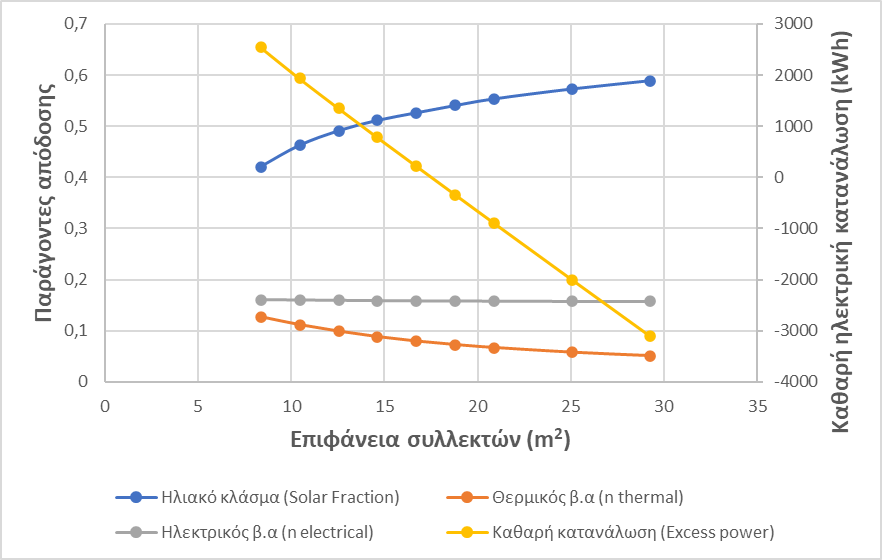 Παράγοντες απόδοσης
0,7
0,6
0,5
0,4
0,3
0,2
0,1
0
3000
2000
1000
0
-1000
-2000
-3000
-4000
Καθαρή ηλεκτρική κατανάλωση (kWh)
0 5 10 15 20 25 30 35
Επιφάνεια συλλεκτών (m²)
Ηλιακό κλάσμα (Solar Fraction)
Θερμικός β.α (n thermal)
Ηλεκτρικός β.α (n electrical)
Καθαρή κατανάλωση (Excess power)